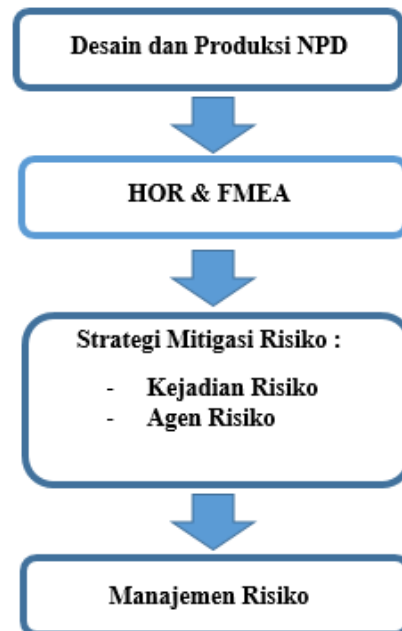 Desain dan Produksi NPD
HOR & FMEA
Strategi Mitigasi Risiko :
- Kejadian Risiko
- Agen Risiko
Manajemen Risiko